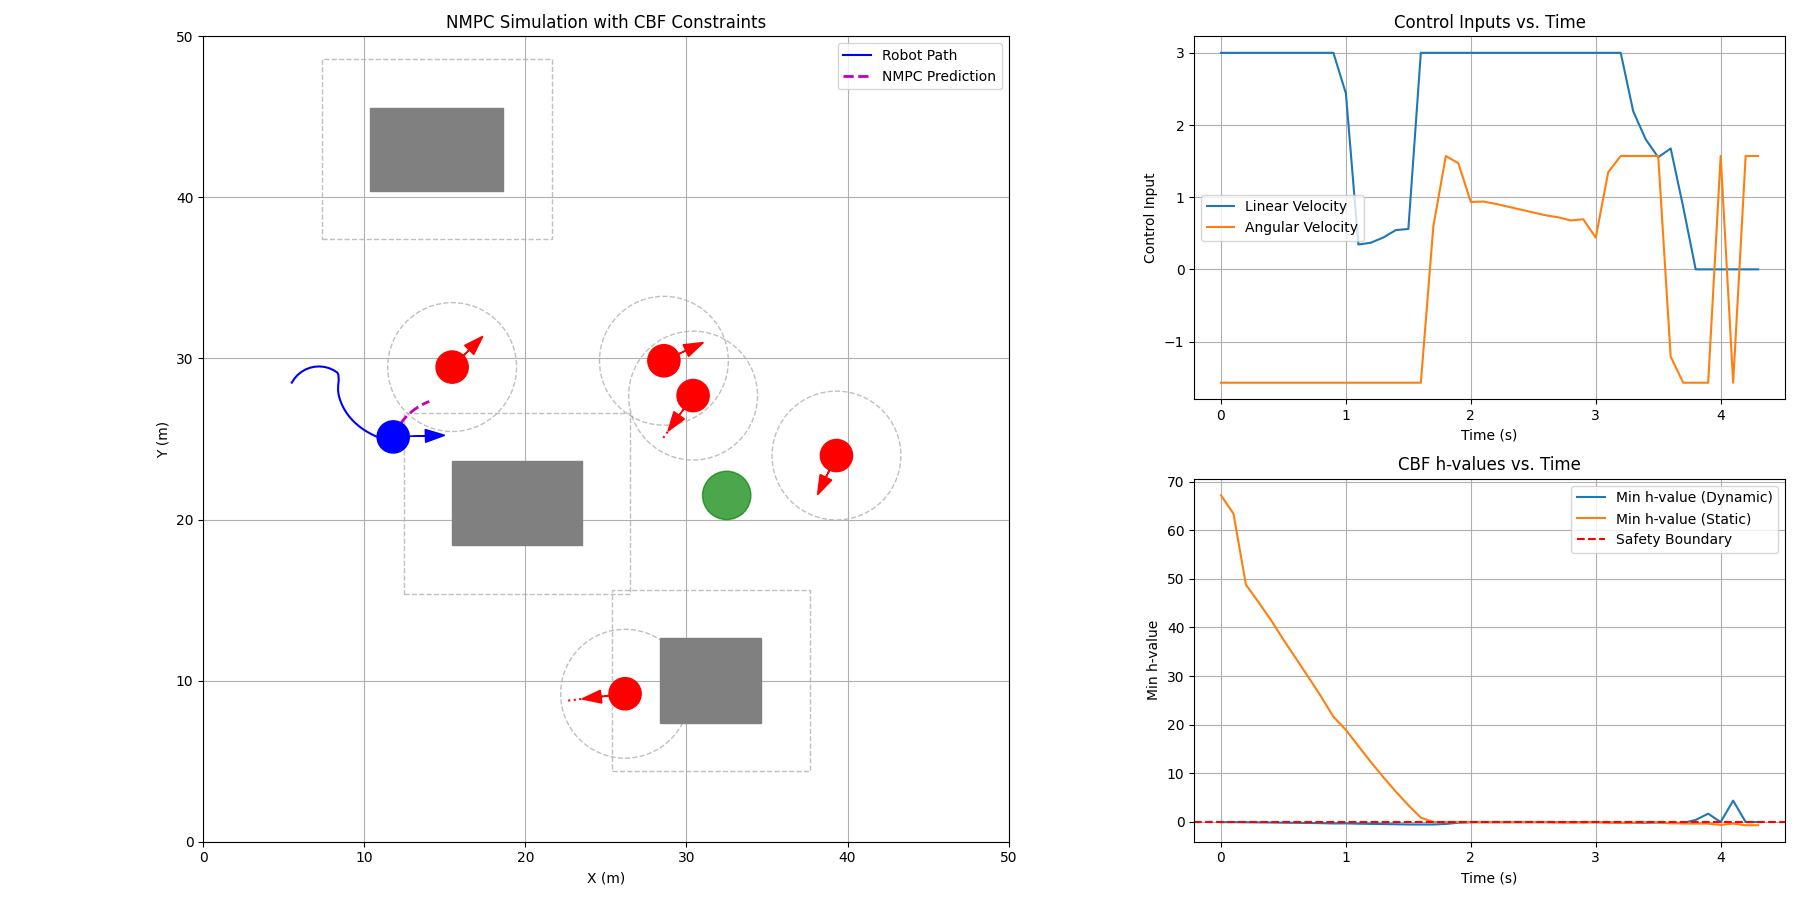 NMPC Simulation with CBF Constraints
50
40
30
20
10
0
Y (m)
0 10 20 30 40 50
X (m)
Robot Path
NMPC Prediction
Control Inputs vs. Time
3
2
1
0
−1
Control Input
Linear Velocity
Angular Velocity
0 1 2 3 4
Time (s)
CBF h-values vs. Time
70
60
50
40
30
20
10
0
Min h-value
Min h-value (Dynamic)
Min h-value (Static)
Safety Boundary
0 1 2 3 4
Time (s)